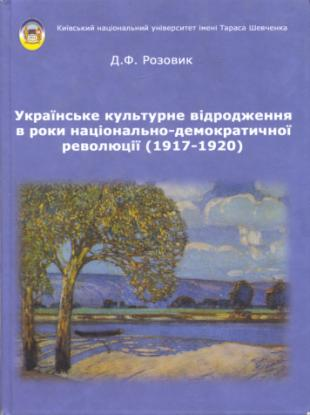 Київський національний університет імені Тараса Шевченка
Д.Ф. Розовик
Українське культурне відродження
в роки національно-демократичної
революції (1917-1920)